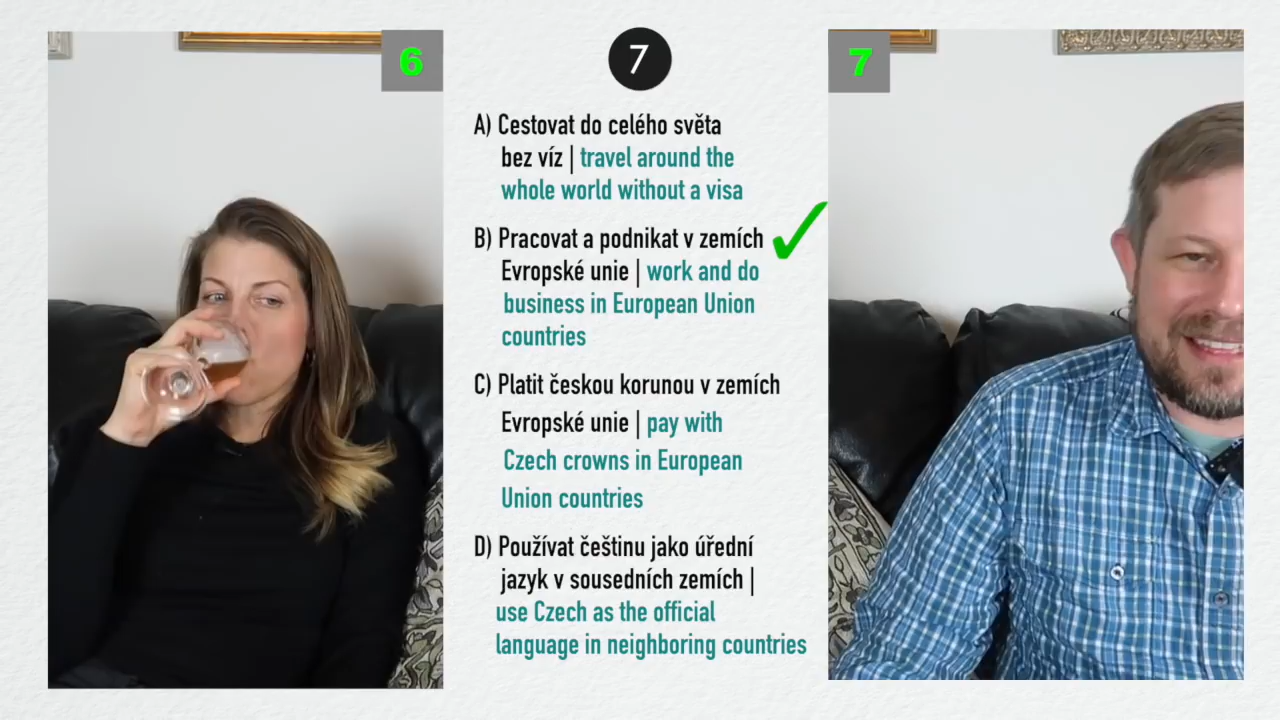 6
7
7
A) Cestovat do celého světa
bez víz | travel around the
whole world without a visa
B) Pracovat a podnikat v zemích
Evropské unie | work and do
business in European Union
countries
C) Platit českou korunou v zemích
Evropské unie | pay with
Czech crowns in European
Union countries
D) Používat češtinu jako úřední
jazyk v sousedních zemích |
use Czech as the official
language in neighboring countries